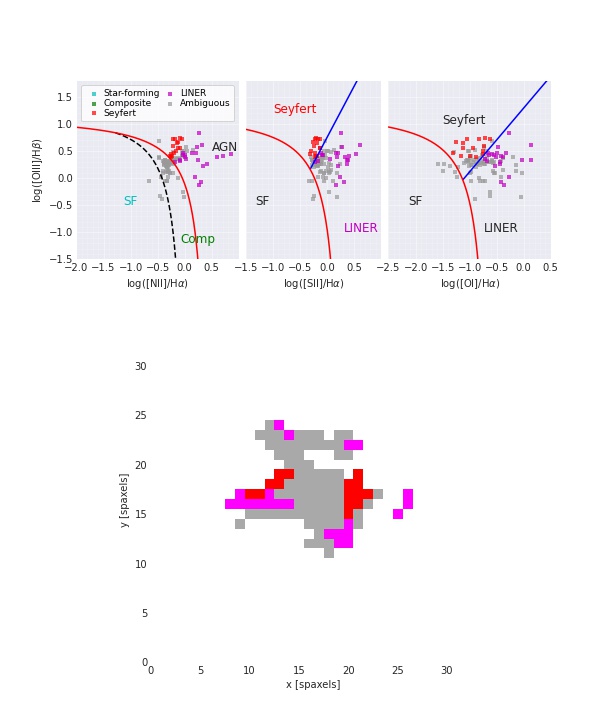 Star-forming
Composite
Seyfert
LINER
Ambiguous
1.5
1.0
0.5
0.0
−0.5
−1.0
−1.5
log([OIII]/Hβ)
AGN
SF
Comp
−2.0 −1.5 −1.0 −0.5 0.0 0.5
log([NII]/Hα)
Seyfert
SF
LINER
−1.5 −1.0 −0.5 0.0 0.5
log([SII]/Hα)
Seyfert
SF
LINER
−2.5 −2.0 −1.5 −1.0 −0.5 0.0 0.5
log([OI]/Hα)
30
25
20
15
10
5
0
y [spaxels]
0 5 10 15 20 25 30
x [spaxels]